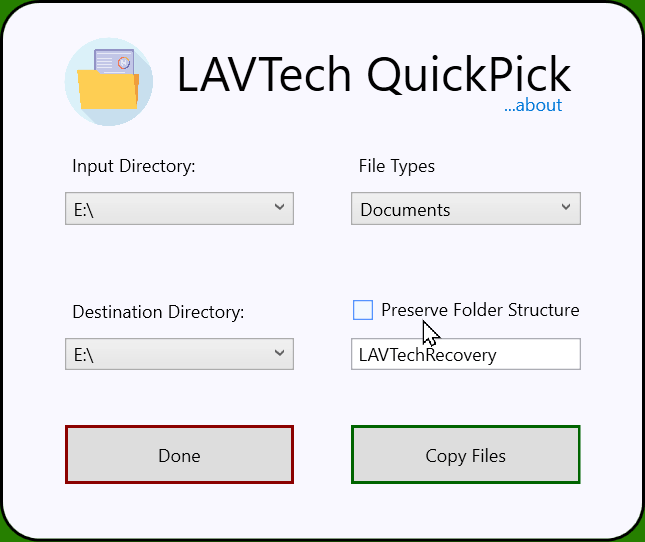 LAVTech QuickPick
...about
Input Directory:
File Types
E:\
Documents
Destination Directory:
Preserve Folder Structure
E:\
LAVTechRecovery
Done
Copy Files